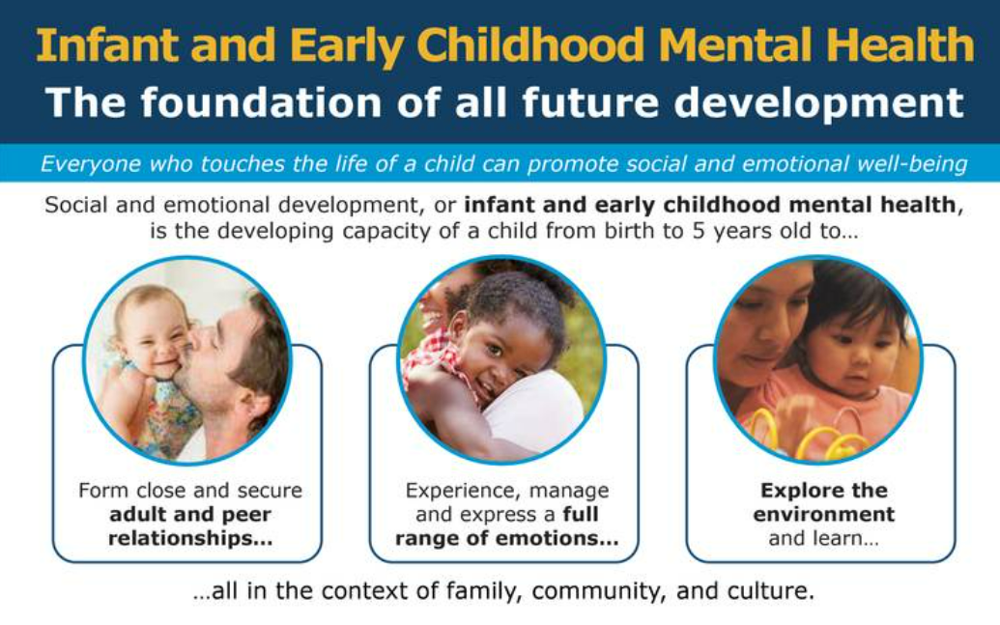 Infant and Early Childhood Mental Health
The foundation of all future development
Everyone who touches the life of a child can promote social and emotional well-being
Social and emotional development, or infant and early childhood mental health,
is the developing capacity of a child from birth to 5 years old to...
Form close and secure
adult and peer
relationships...
Experience, manage
and express a full
range of emotions...
Explore the
environment
and learn...
...all in the context of family, community, and culture.